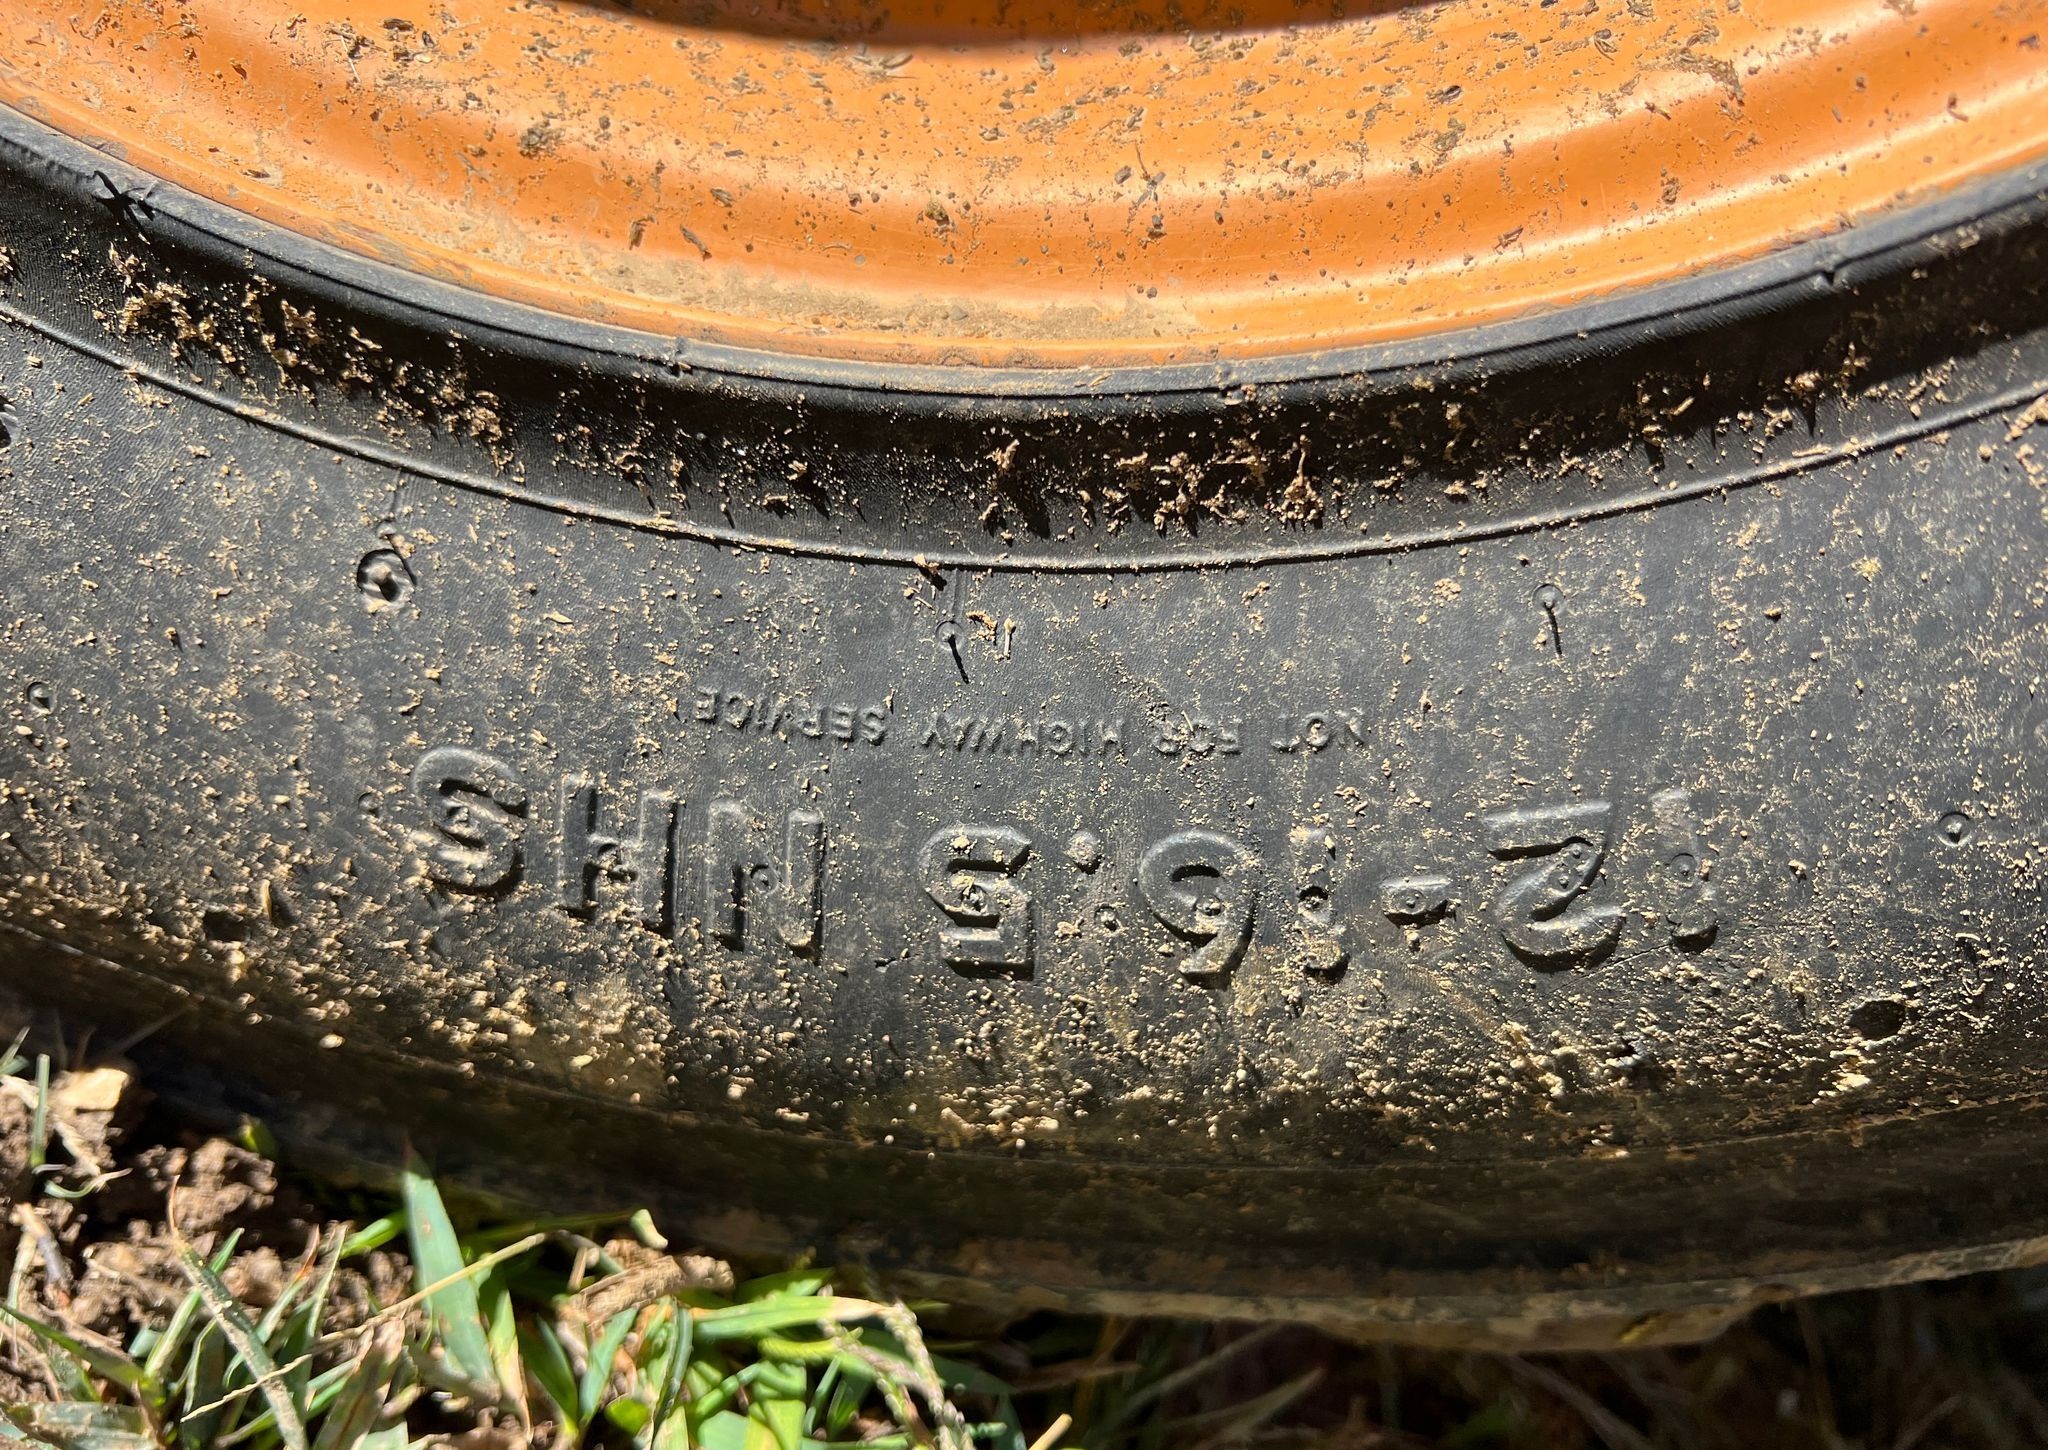 12-16.5 NHS
NOT FOR HIGHWAY SERVICE